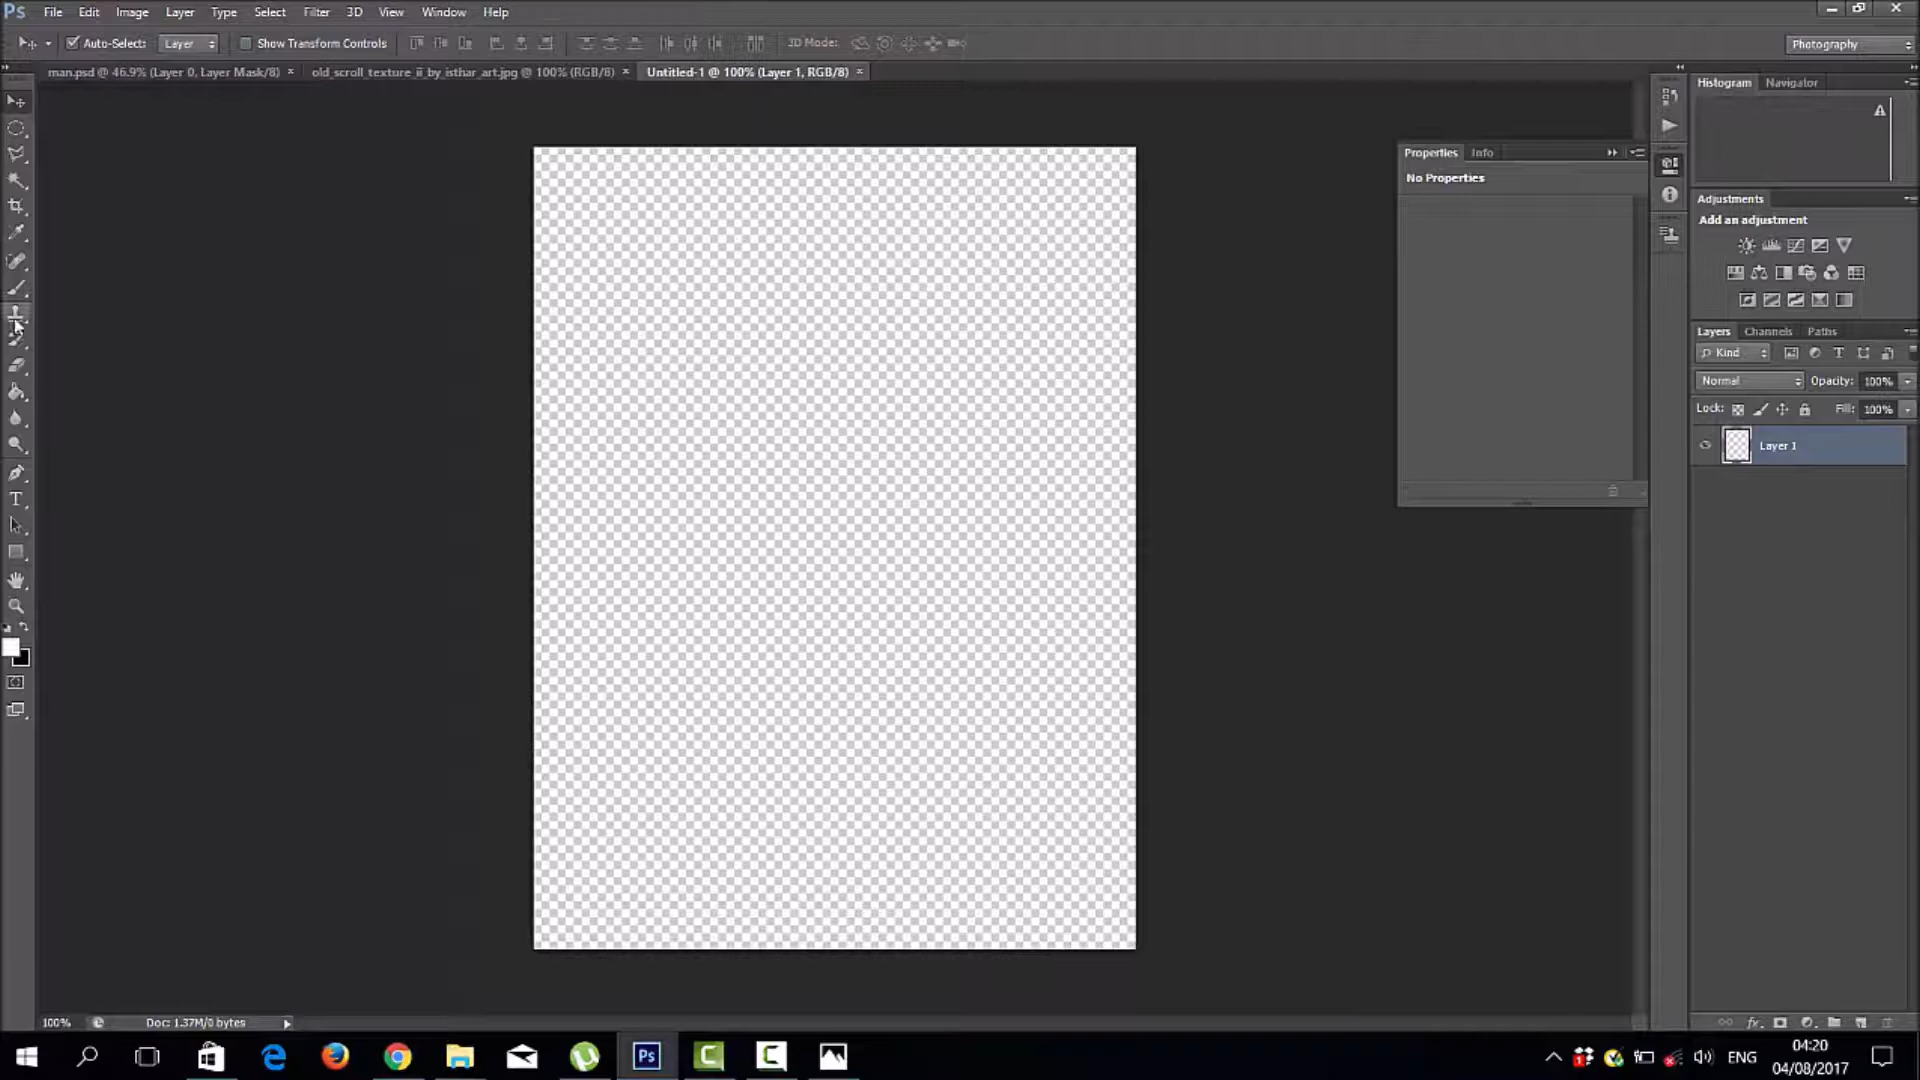 Ps File Edit Image Layer Type Select Filter 3D View Window Help
Auto-Select: Layer Show Transform Controls 3D Mode: Photography
man.psd @ 46.9% (Layer 0, Layer Mask/8) × old_scroll_texture_ii_by_isthar_art.jpg @ 100% (RGB/8) × Untitled-1 @ 100% (Layer 1, RGB/8) ×
Histogram Navigator
Properties Info
No Properties
Adjustments
Add an adjustment
Layers Channels Paths
Kind
Normal Opacity: 100%
Lock: Fill: 100%
Layer 1
100% Doc: 1.37M/0 bytes
ENG
04:20
04/08/2017